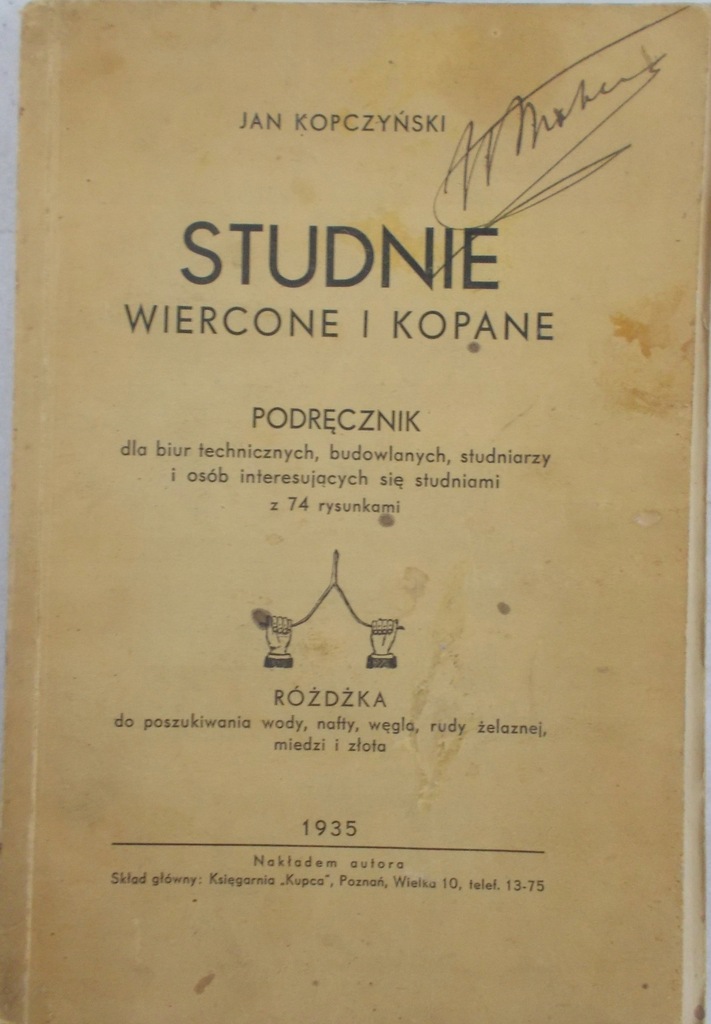 JAN KOPCZYŃSKI
STUDNIE
WIERCONE I KOPANE
PODRĘCZNIK
dla biur technicznych, budowlanych, studniarzy
i osób interesujących się studniami
z 74 rysunkami
RÓŻDŻKA
do poszukiwania wody, nafty, węgla, rudy żelaznej,
miedzi i złota
1935
Nakładem autora
Skład główny: Księgarnia „Kupca", Poznań, Wielka 10, telef. 13-75